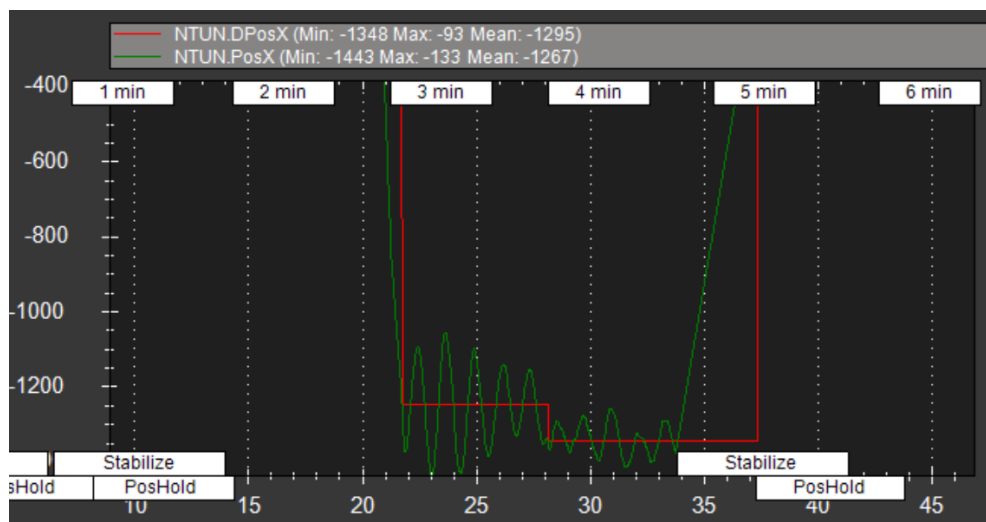 NTUN.DPosX (Min: -1348 Max: -93 Mean: -1295)
NTUN.PosX (Min: -1443 Max: -133 Mean: -1267)
-400
1 min 2 min 3 min 4 min 5 min 6 min
-600
-800
-1000
-1200
Stabilize Stabilize
sHold PosHold PosHold
10 15 20 25 30 35 40 45